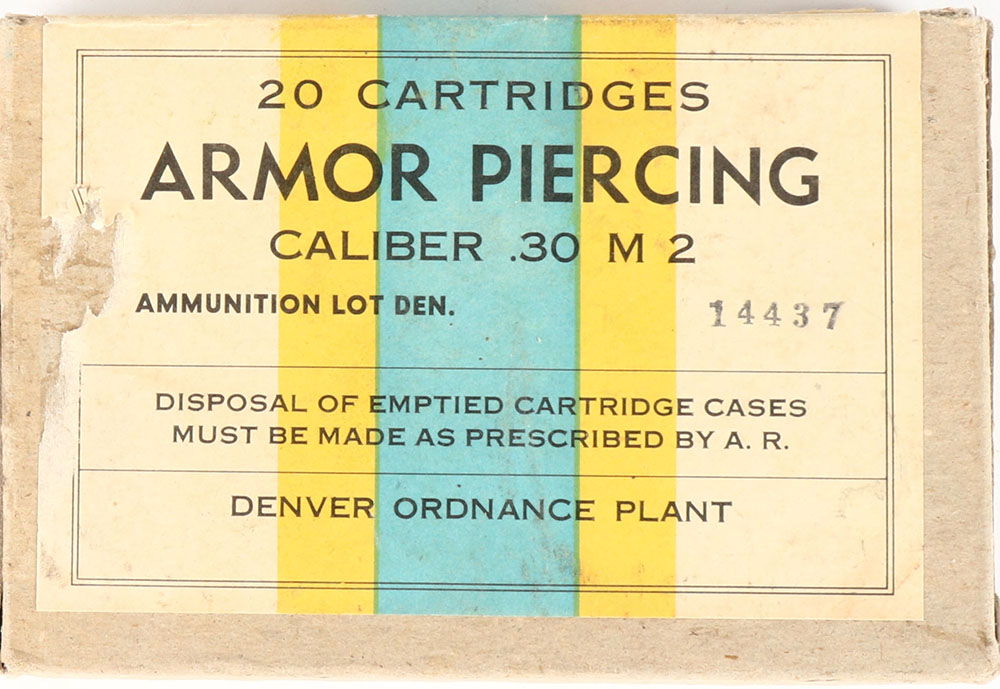 20 CARTRIDGES
ARMOR PIERCING
CALIBER .30 M 2
AMMUNITION LOT DEN. 14437
DISPOSAL OF EMPTIED CARTRIDGE CASES
MUST BE MADE AS PRESCRIBED BY A. R.
DENVER ORDNANCE PLANT